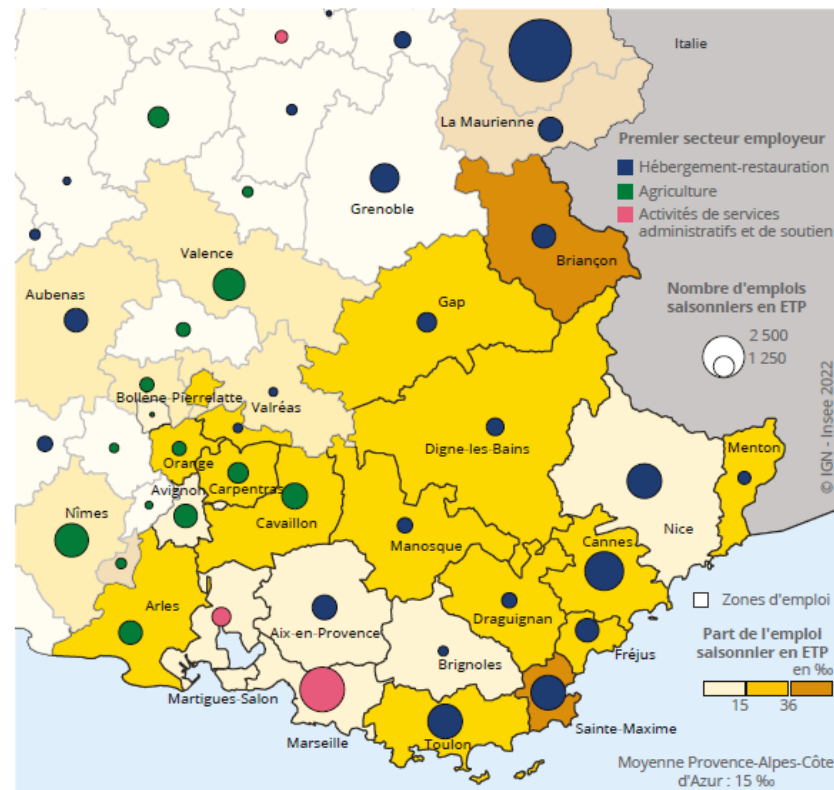 Italie
La Maurienne
Premier secteur employeur
Hébergement-restauration
Agriculture
Activités de services
administratifs et de soutien
Grenoble
Briançon
Valence
Aubenas
Gap
Nombre d'emplois
saisonniers en ETP
2 500
1 250
Bollène-Pierrelatte
Valréas
Digne-les-Bains
Menton
Orange
Carpentras
Avignon
Cavaillon
Nîmes
Manosque
Nice
Cannes
Arles
Aix-en-Provence
Draguignan
Fréjus
Brignoles
Zones d'emploi
Part de l'emploi
saisonnier en ETP
en ‰
15
36
Martigues-Salon
Marseille
Toulon
Sainte-Maxime
Moyenne Provence-Alpes-Côte
d'Azur : 15 ‰
© IGN - Insee 2022